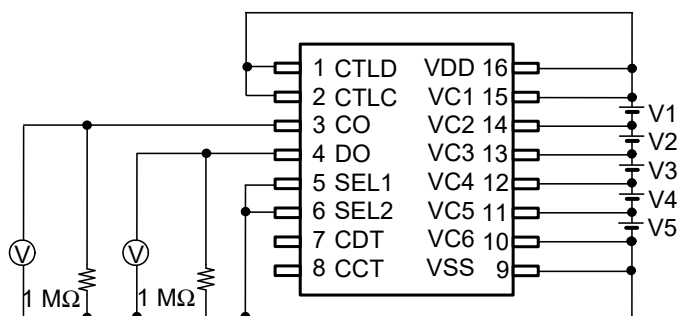 1 CTLD VDD 16
2 CTLC VC1 15
3 CO VC2 14
4 DO VC3 13
5 SEL1 VC4 12
6 SEL2 VC5 11
7 CDT VC6 10
8 CCT VSS 9
V1
V2
V3
V4
V5
V V
1 MΩ 1 MΩ